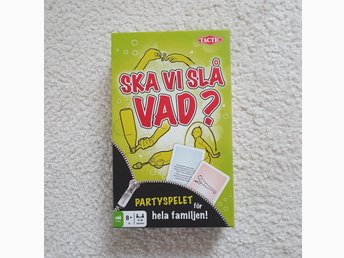 TACTIC
SKA VI SLÅ
VAD?
PARTYSPELET för
hela familjen!
8+